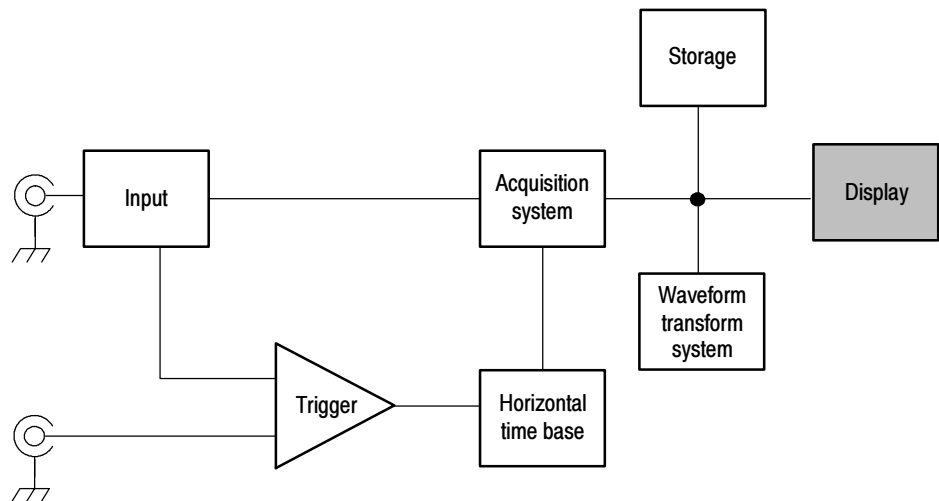 Storage
Input
Acquisition
system
Display
Waveform
transform
system
Trigger
Horizontal
time base